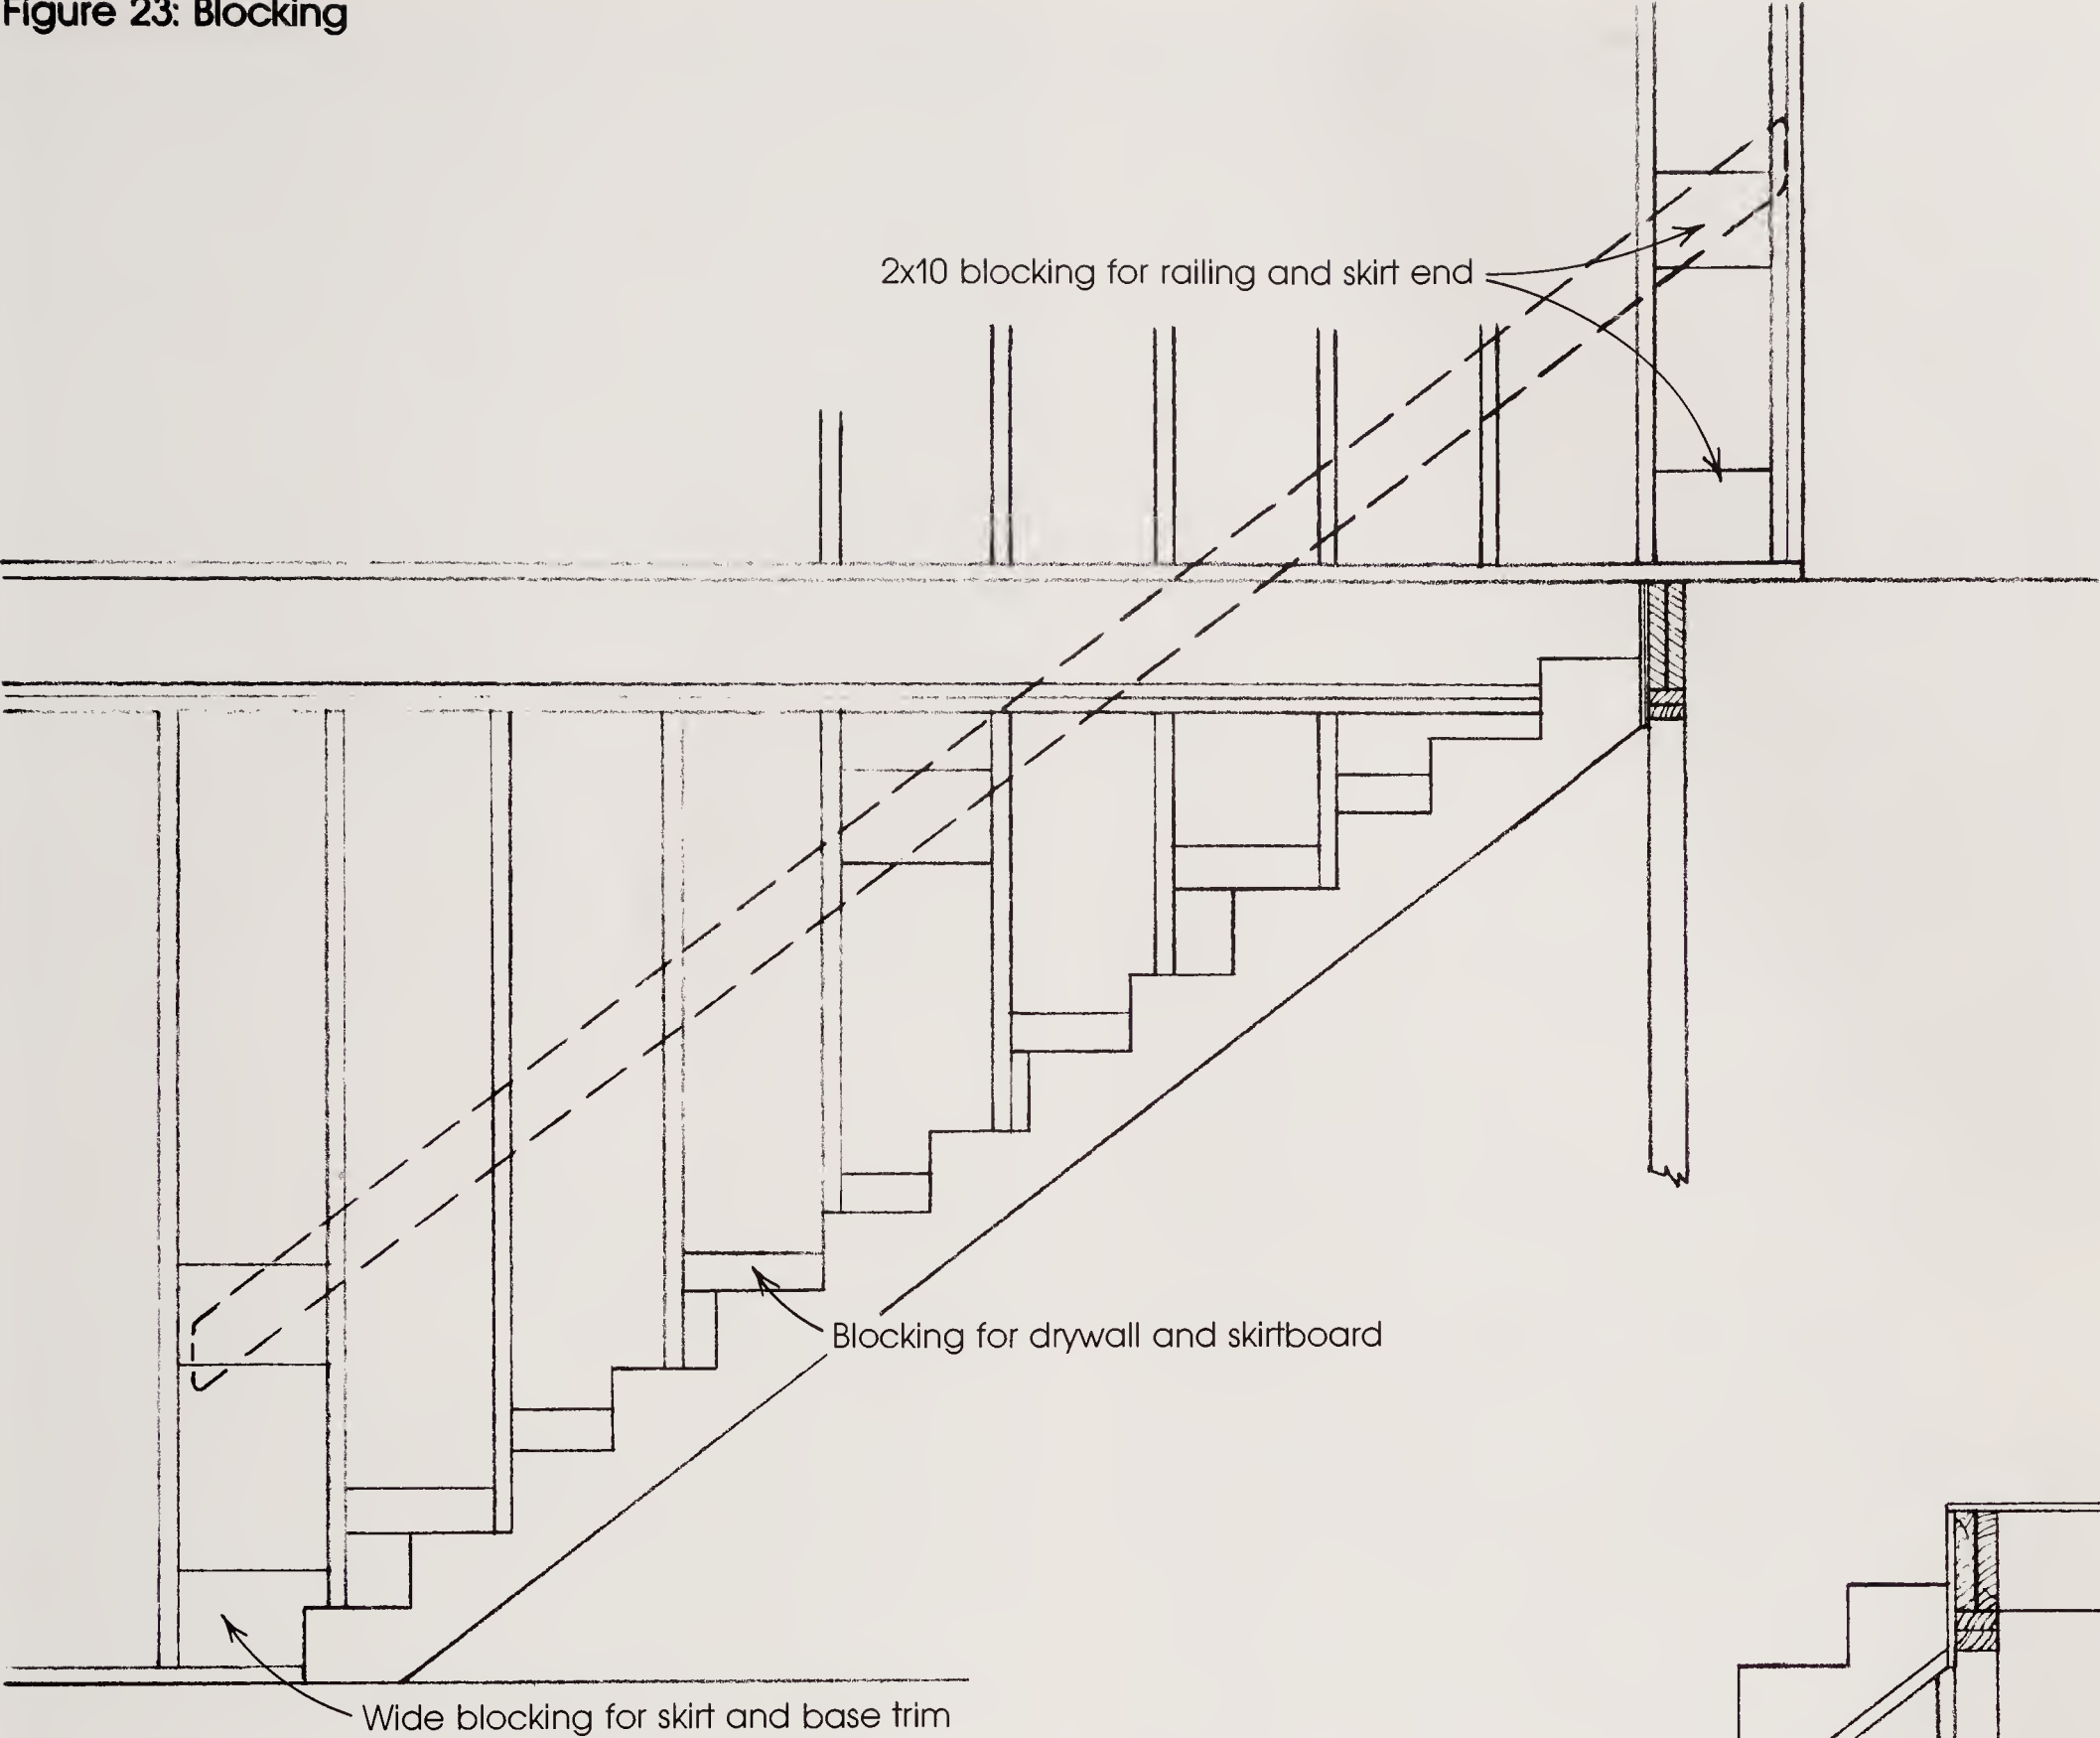 Figure 23: Blocking
2x10 blocking for railing and skirt end
Blocking for drywall and skirtboard
Wide blocking for skirt and base trim